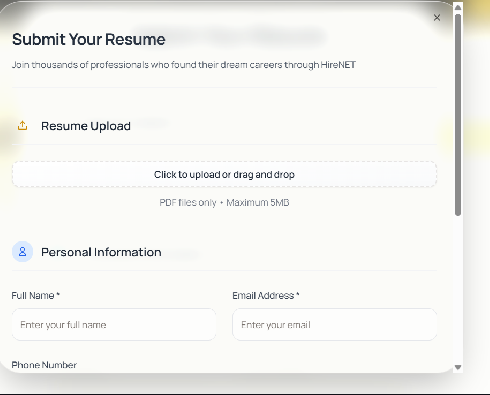 Submit Your Resume
Join thousands of professionals who found their dream careers through HireNET
Resume Upload
Click to upload or drag and drop
PDF files only • Maximum 5MB
Personal Information
Full Name * Email Address *
Enter your full name Enter your email
Phone Number